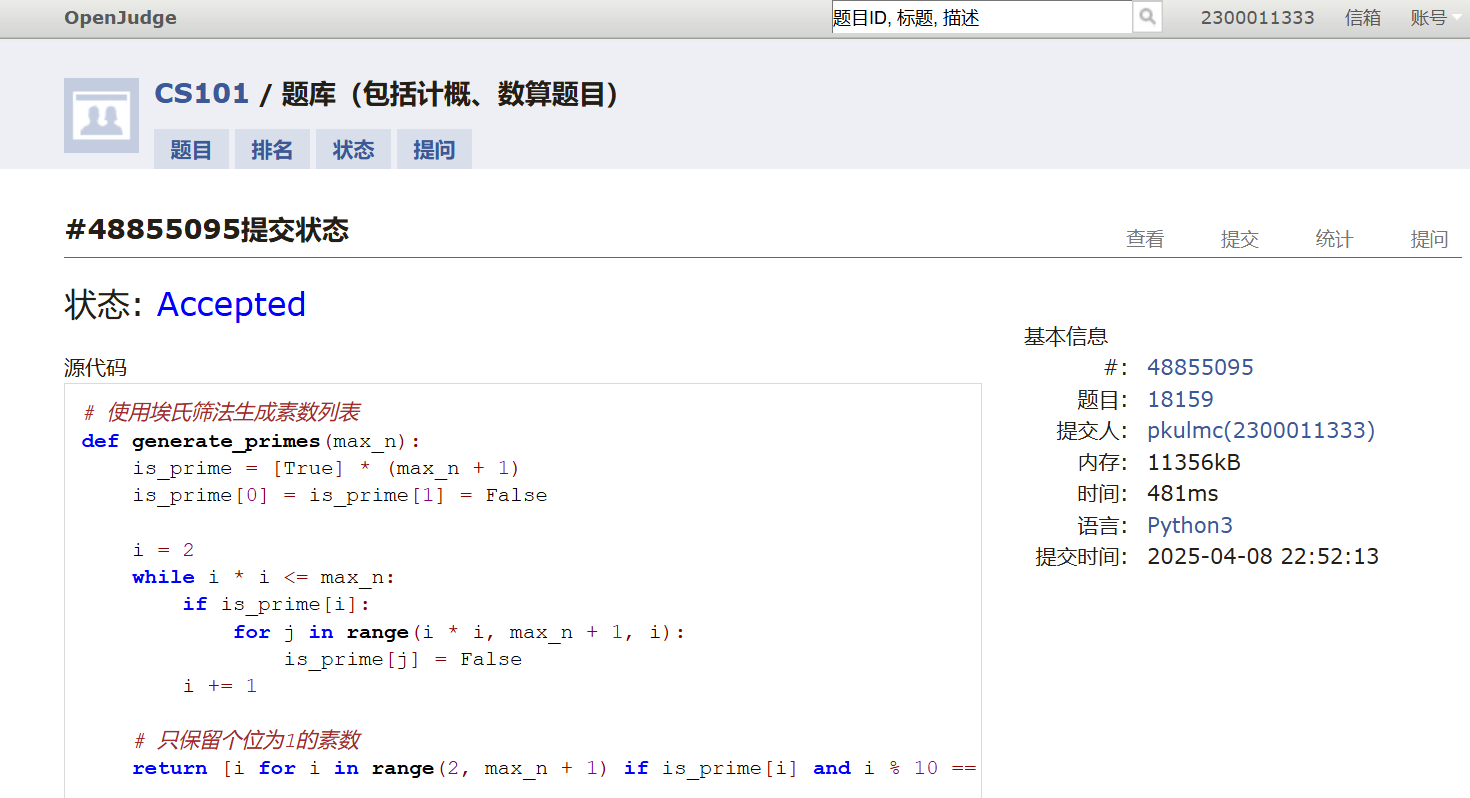 OpenJudge
题目ID, 标题, 描述
2300011333
信箱
账号
CS101 / 题库（包括计概、数算题目）
题目
排名
状态
提问
#48855095提交状态
查看
提交
统计
提问
状态: Accepted
源代码
# 使用埃氏筛法生成素数列表
def generate_primes(max_n):
    is_prime = [True] * (max_n + 1)
    is_prime[0] = is_prime[1] = False
    i = 2
    while i * i <= max_n:
        if is_prime[i]:
            for j in range(i * i, max_n + 1, i):
                is_prime[j] = False
        i += 1
    # 只保留个位为1的素数
    return [i for i in range(2, max_n + 1) if is_prime[i] and i % 10 ==
基本信息
#: 48855095
题目: 18159
提交人: pkulmc(2300011333)
内存: 11356kB
时间: 481ms
语言: Python3
提交时间: 2025-04-08 22:52:13